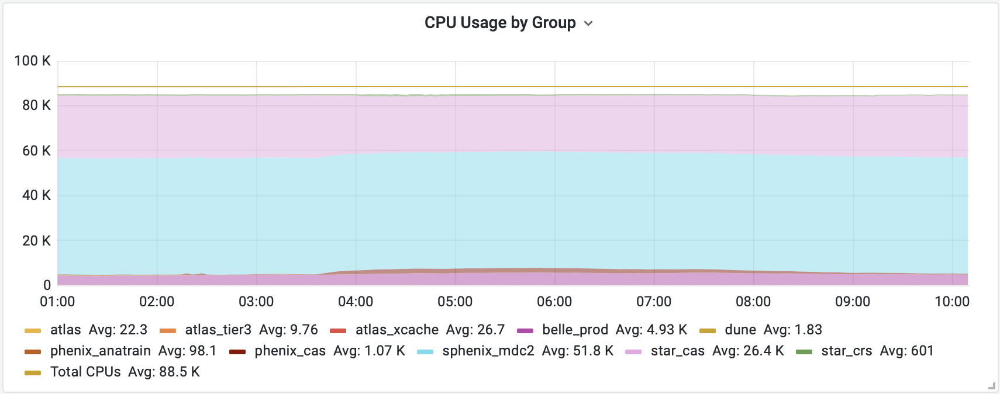 CPU Usage by Group
100 K
80 K
60 K
40 K
20 K
0
01:00 02:00 03:00 04:00 05:00 06:00 07:00 08:00 09:00 10:00
atlas Avg: 22.3 atlas_tier3 Avg: 9.76 atlas_xcache Avg: 26.7 belle_prod Avg: 4.93 K dune Avg: 1.83
phenix_anatrain Avg: 98.1 phenix_cas Avg: 1.07 K sphenix_mdc2 Avg: 51.8 K star_cas Avg: 26.4 K star_crs Avg: 601
Total CPUs Avg: 88.5 K